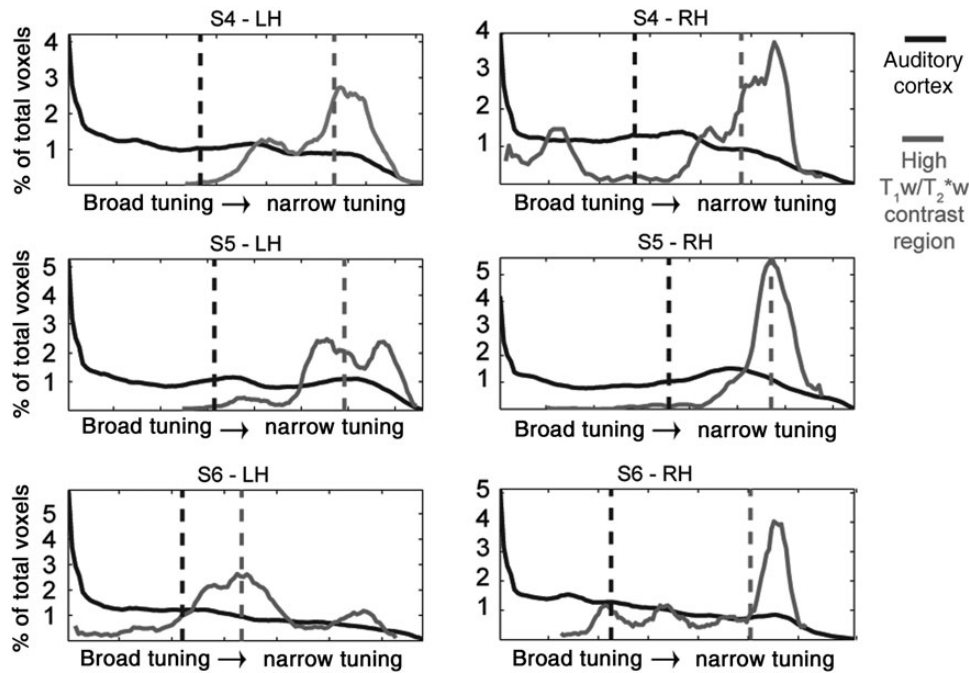 S4 - LH
4
3
2
1
% of total voxels
Broad tuning → narrow tuning
S4 - RH
4
3
2
1
Broad tuning → narrow tuning
Auditory
cortex
High
T₁w/T₂*w
contrast
region
S5 - LH
5
4
3
2
1
% of total voxels
Broad tuning → narrow tuning
S5 - RH
5
4
3
2
1
Broad tuning → narrow tuning
S6 - LH
5
4
3
2
1
% of total voxels
Broad tuning → narrow tuning
S6 - RH
5
4
3
2
1
Broad tuning → narrow tuning